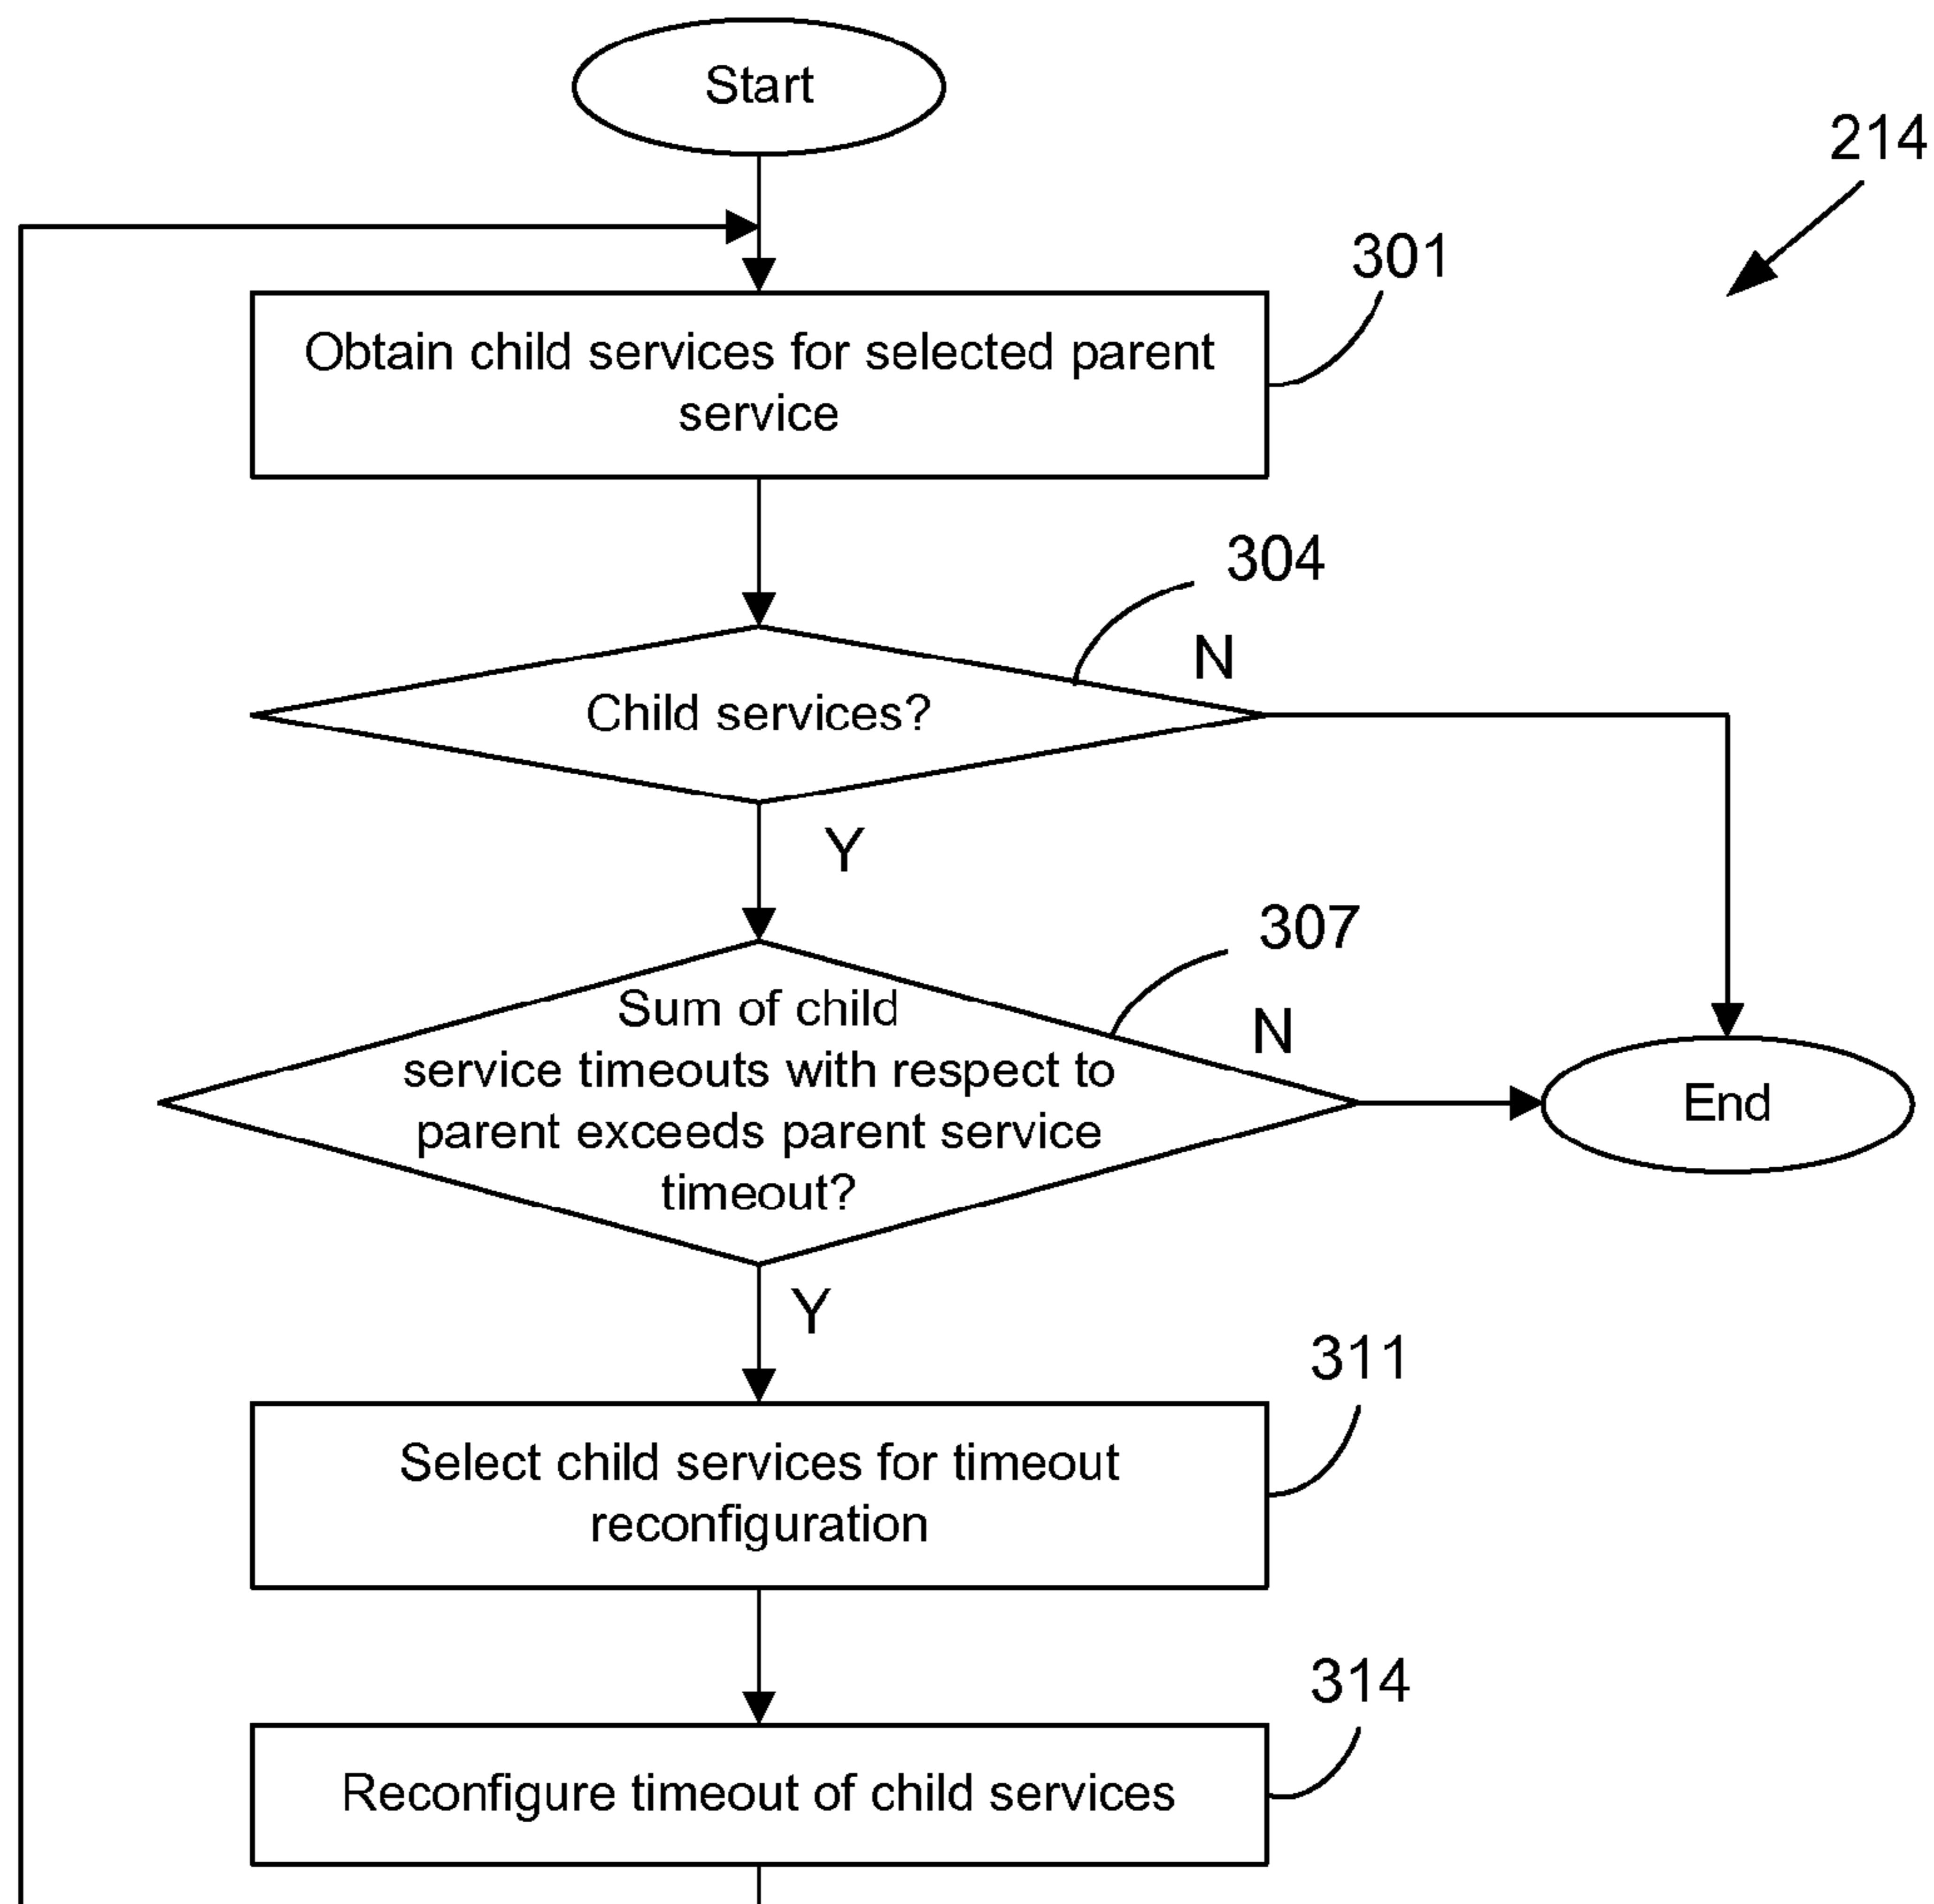 Start
214
301
Obtain child services for selected parent
service
304
N
Child services?
Y
307
N
Sum of child
service timeouts with respect to
parent exceeds parent service
timeout?
End
Y
311
Select child services for timeout
reconfiguration
314
Reconfigure timeout of child services